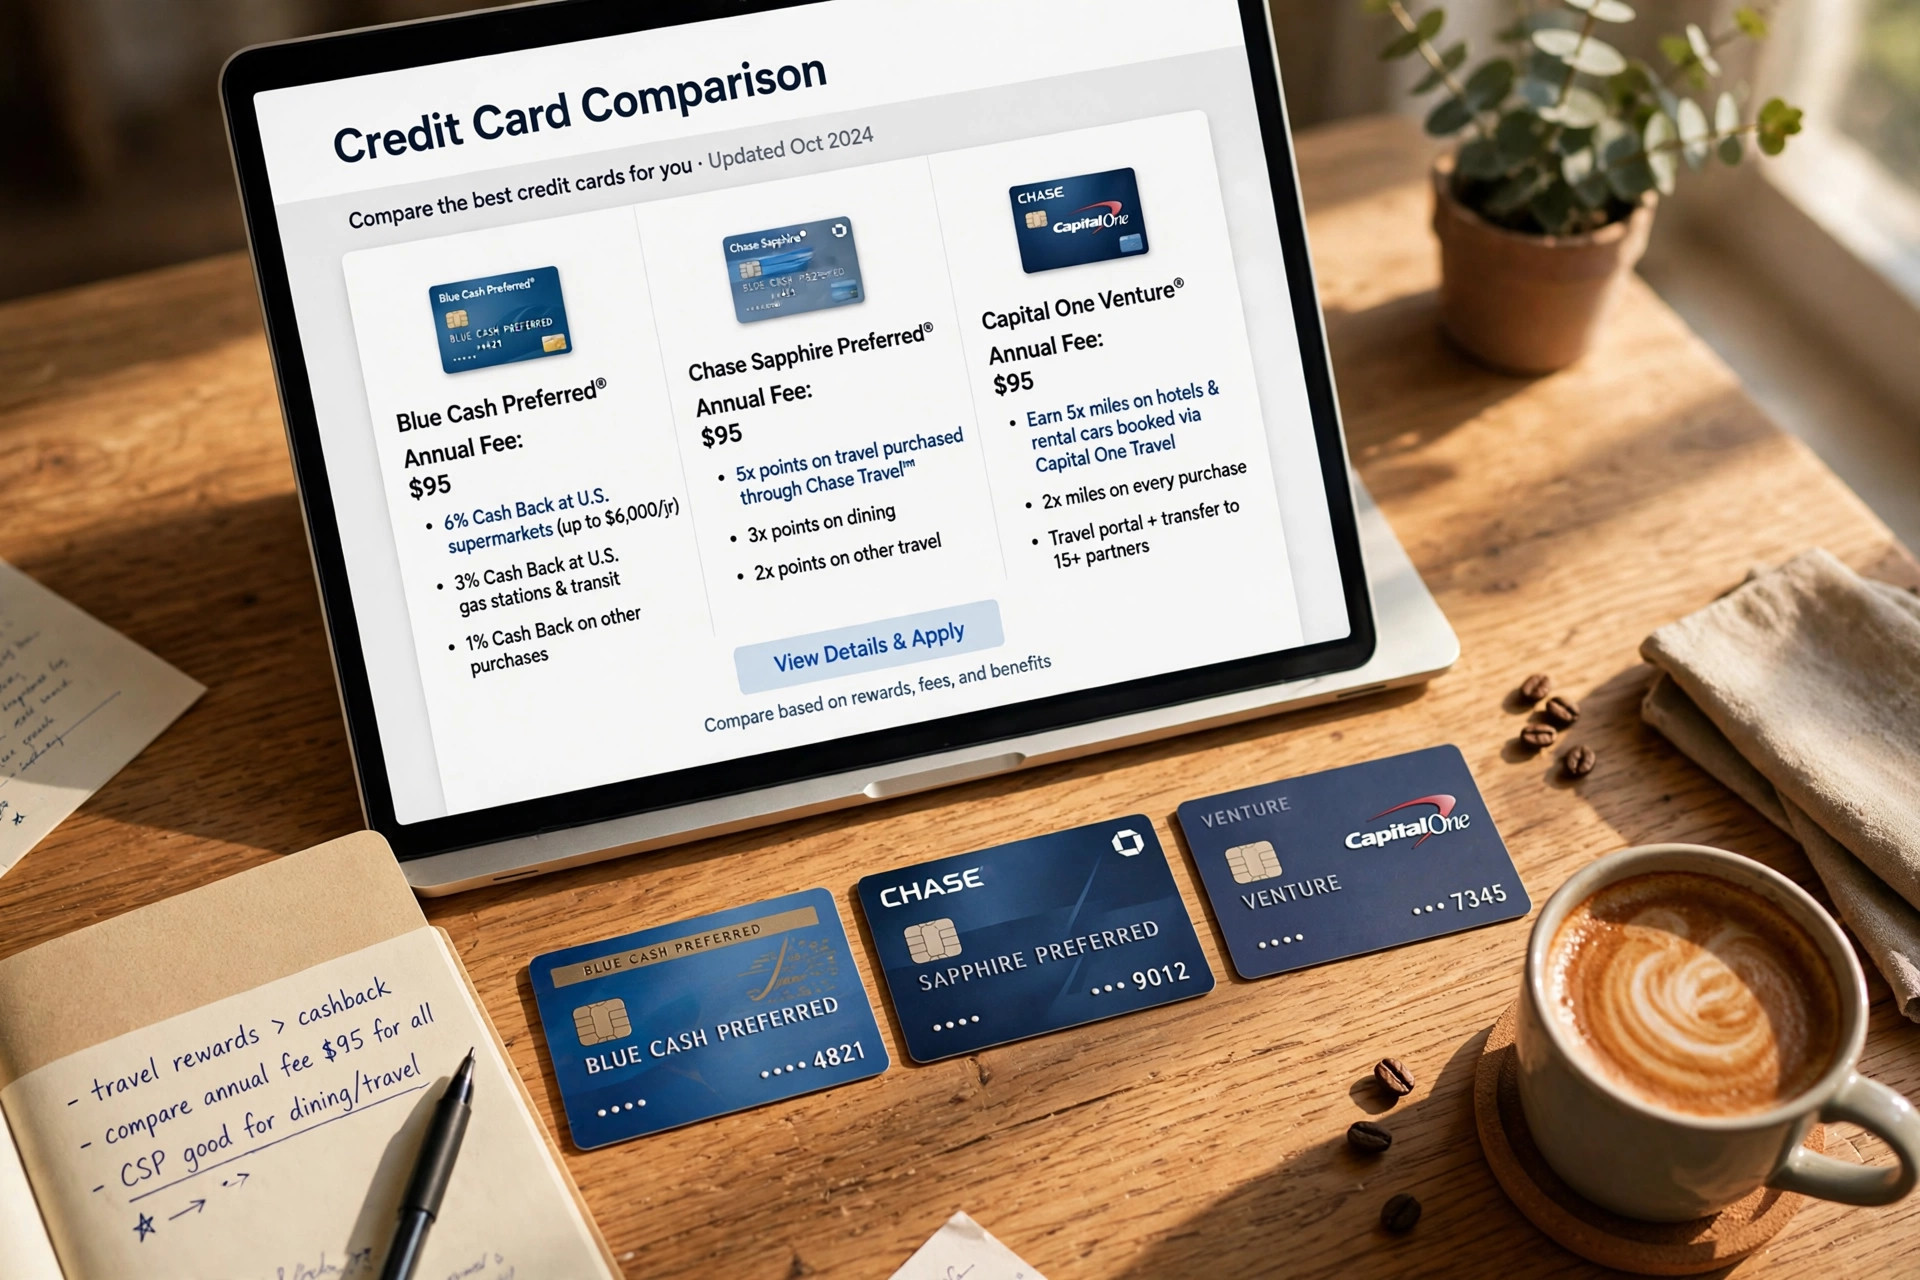 Credit Card Comparison
Compare the best credit cards for you · Updated Oct 2024
Blue Cash Preferred®
BLUE CASH PREFERRED
4821
Blue Cash Preferred®
Annual Fee:
$95
• 6% Cash Back at U.S.
supermarkets (up to $6,000/jr)
• 3% Cash Back at U.S.
gas stations & transit
• 1% Cash Back on other
purchases
Chase Sapphire®
BLUE CASH
Chase Sapphire Preferred®
Annual Fee:
$95
• 5x points on travel purchased
through Chase Travel℠
• 3x points on dining
• 2x points on other travel
CHASE
CapitalOne
Capital One Venture®
Annual Fee:
$95
• Earn 5x miles on hotels &
rental cars booked via
Capital One Travel
• 2x miles on every purchase
• Travel portal + transfer to
15+ partners
View Details & Apply
Compare based on rewards, fees, and benefits
BLUE CASH PREFERRED
BLUE CASH PREFERRED
•••• 4821
••••
CHASE
SAPPHIRE PREFERRED
••• 9012
••••
VENTURE
CapitalOne
VENTURE
••• 7345
••••
- travel rewards > cashback
- compare annual fee $95 for all
- CSP good for dining/travel